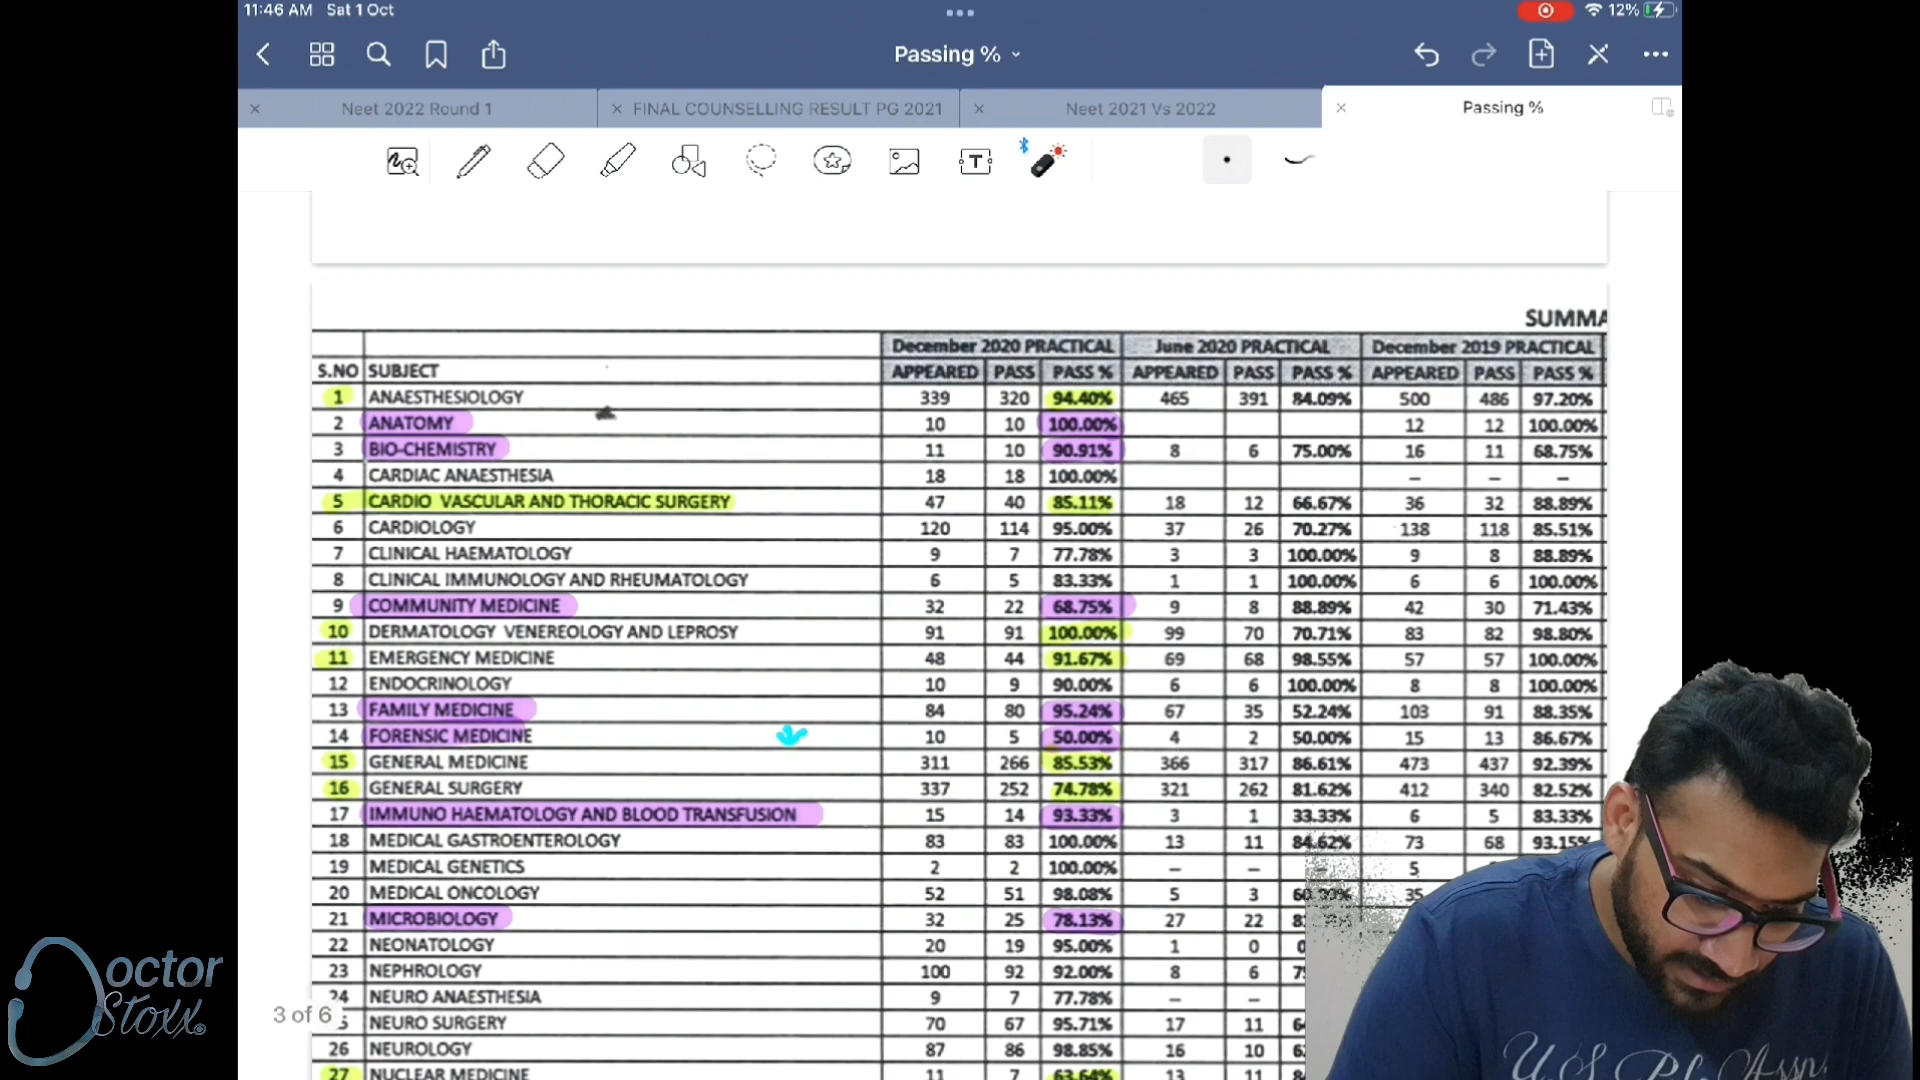 11:46 AM Sat 1 Oct
12%
Passing %
Neet 2022 Round 1
FINAL COUNSELLING RESULT PG 2021
Neet 2021 Vs 2022
Passing %
T
SUMMA
December 2020 PRACTICAL June 2020 PRACTICAL December 2019 PRACTICAL
S.NO SUBJECT APPEARED PASS PASS % APPEARED PASS PASS % APPEARED PASS PASS %
1 ANAESTHESIOLOGY 339 320 94.40% 465 391 84.09% 500 486 97.20%
2 ANATOMY 10 10 100.00% 12 12 100.00%
3 BIO-CHEMISTRY 11 10 90.91% 8 6 75.00% 16 11 68.75%
4 CARDIAC ANAESTHESIA 18 18 100.00% – – –
5 CARDIO VASCULAR AND THORACIC SURGERY 47 40 85.11% 18 12 66.67% 36 32 88.89%
6 CARDIOLOGY 120 114 95.00% 37 26 70.27% 138 118 85.51%
7 CLINICAL HAEMATOLOGY 9 7 77.78% 3 3 100.00% 9 8 88.89%
8 CLINICAL IMMUNOLOGY AND RHEUMATOLOGY 6 5 83.33% 1 1 100.00% 6 6 100.00%
9 COMMUNITY MEDICINE 32 22 68.75% 9 8 88.89% 42 30 71.43%
10 DERMATOLOGY VENEREOLOGY AND LEPROSY 91 91 100.00% 99 70 70.71% 83 82 98.80%
11 EMERGENCY MEDICINE 48 44 91.67% 69 68 98.55% 57 57 100.00%
12 ENDOCRINOLOGY 10 9 90.00% 6 6 100.00% 8 8 100.00%
13 FAMILY MEDICINE 84 80 95.24% 67 35 52.24% 103 91 88.35%
14 FORENSIC MEDICINE 10 5 50.00% 4 2 50.00% 15 13 86.67%
15 GENERAL MEDICINE 311 266 85.53% 366 317 86.61% 473 437 92.39%
16 GENERAL SURGERY 337 252 74.78% 321 262 81.62% 412 340 82.52%
17 IMMUNO HAEMATOLOGY AND BLOOD TRANSFUSION 15 14 93.33% 3 1 33.33% 6 5 83.33%
18 MEDICAL GASTROENTEROLOGY 83 83 100.00% 13 11 84.62% 73 68 93.15%
19 MEDICAL GENETICS 2 2 100.00% – – 5
20 MEDICAL ONCOLOGY 52 51 98.08% 5 3 35
21 MICROBIOLOGY 32 25 78.13% 27 22
22 NEONATOLOGY 20 19 95.00% 1 0
23 NEPHROLOGY 100 92 92.00% 8 6
24 NEURO ANAESTHESIA 9 7 77.78% – –
NEURO SURGERY 70 67 95.71% 17 11
26 NEUROLOGY 87 86 98.85% 16 10
27 NUCLEAR MEDICINE 11 7 63.64% 13 11
3 of 6
Doctor
Stoxx